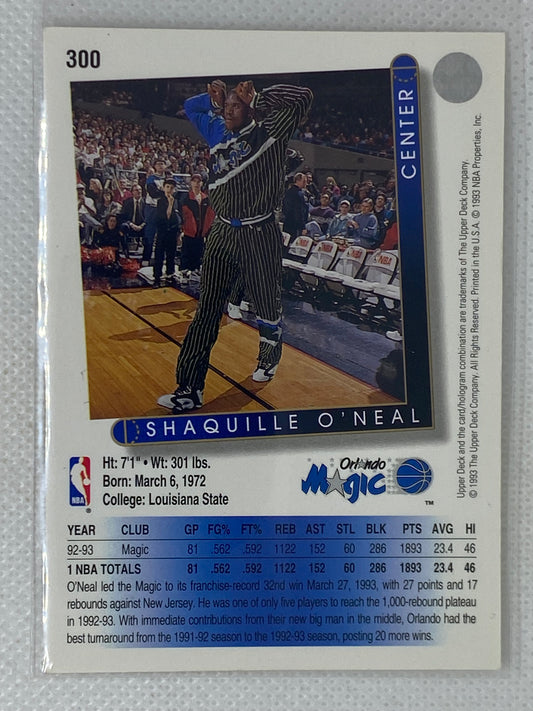 300
CENTER
SHAQUILLE O'NEAL
Upper Deck and the card/hologram combination are trademarks of The Upper Deck Company.
© 1993 The Upper Deck Company. All Rights Reserved. Printed in the U.S.A. © 1993 NBA Properties, Inc.
NBA
®
Ht: 7'1" • Wt: 301 lbs.
Born: March 6, 1972
College: Louisiana State
Orlando
Magic
™
YEAR CLUB GP FG% FT% REB AST STL BLK PTS AVG HI
92-93 Magic 81 .562 .592 1122 152 60 286 1893 23.4 46
1 NBA TOTALS 81 .562 .592 1122 152 60 286 1893 23.4 46
O'Neal led the Magic to its franchise-record 32nd win March 27, 1993, with 27 points and 17
rebounds against New Jersey. He was one of only five players to reach the 1,000-rebound plateau
in 1992-93. With immediate contributions from their new big man in the middle, Orlando had the
best turnaround from the 1991-92 season to the 1992-93 season, posting 20 more wins.